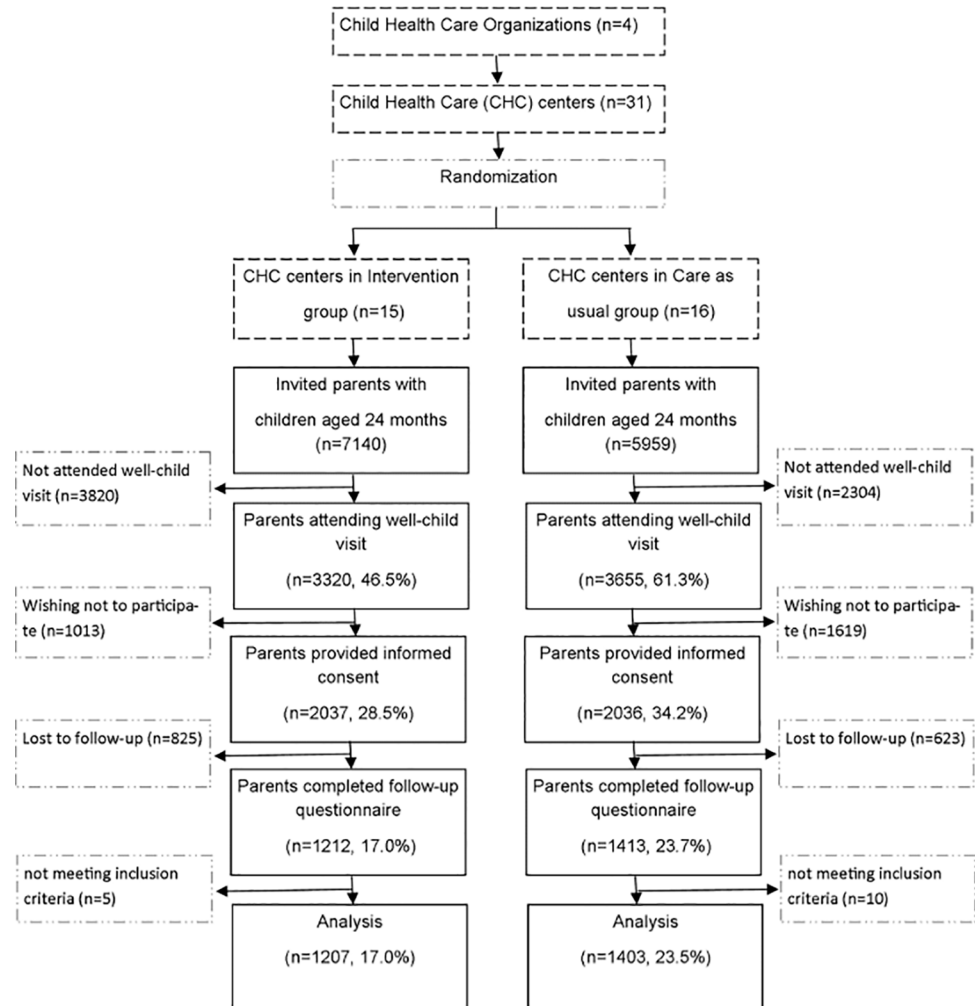 Child Health Care Organizations (n=4)
Child Health Care (CHC) centers (n=31)
Randomization
CHC centers in Intervention
group (n=15)
CHC centers in Care as
usual group (n=16)
Invited parents with
children aged 24 months
(n=7140)
Invited parents with
children aged 24 months
(n=5959)
Not attended well-child
visit (n=3820)
Not attended well-child
visit (n=2304)
Parents attending well-child
visit
(n=3320, 46.5%)
Parents attending well-child
visit
(n=3655, 61.3%)
Wishing not to participa-
te (n=1013)
Wishing not to participa-
te (n=1619)
Parents provided informed
consent
(n=2037, 28.5%)
Parents provided informed
consent
(n=2036, 34.2%)
Lost to follow-up (n=825)
Lost to follow-up (n=623)
Parents completed follow-up
questionnaire
(n=1212, 17.0%)
Parents completed follow-up
questionnaire
(n=1413, 23.7%)
not meeting inclusion
criteria (n=5)
not meeting inclusion
criteria (n=10)
Analysis
(n=1207, 17.0%)
Analysis
(n=1403, 23.5%)